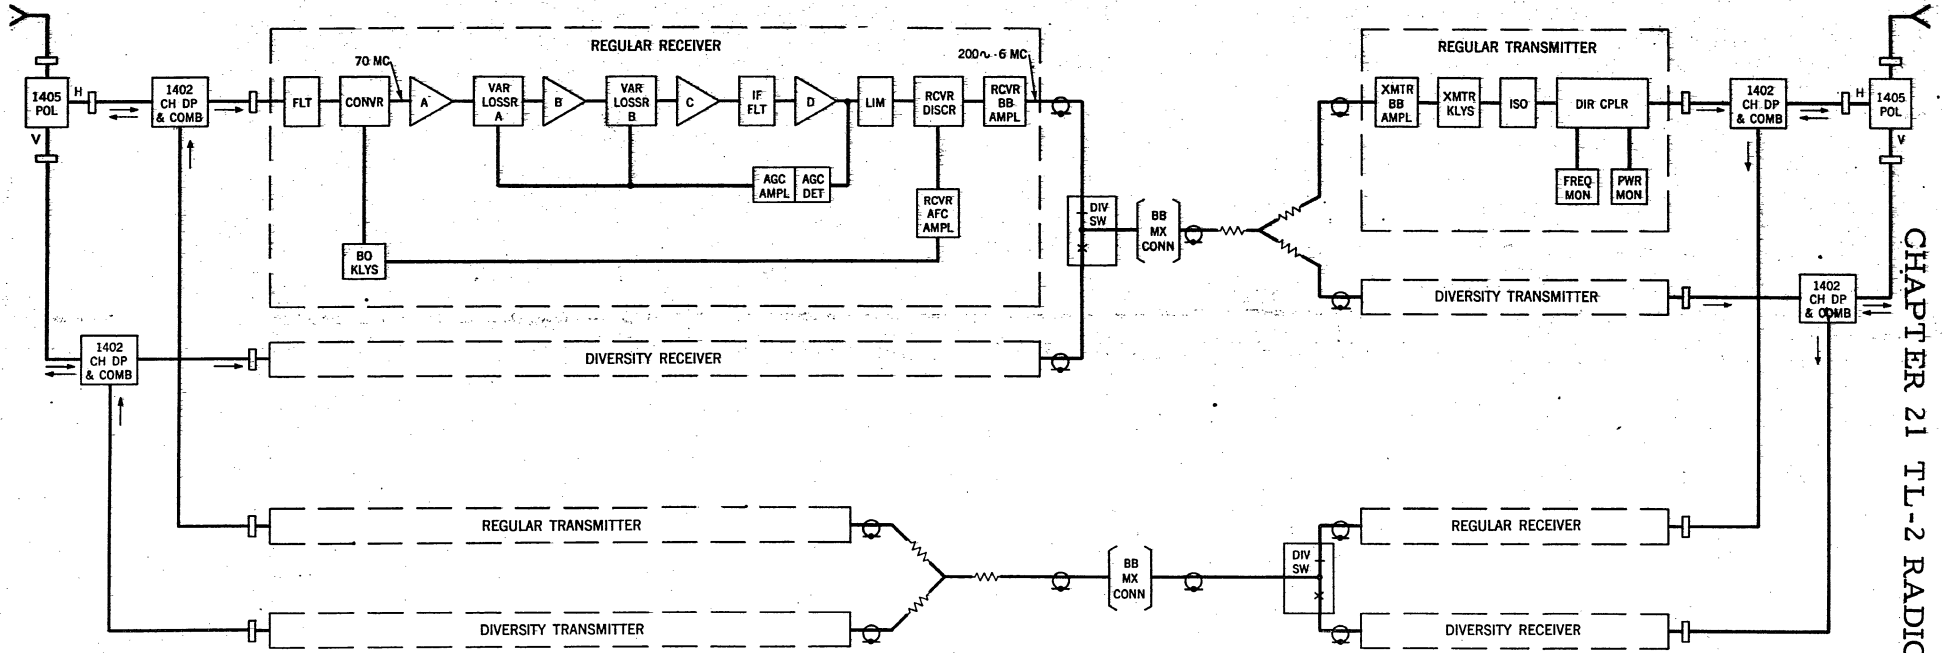 REGULAR RECEIVER
70 MC
200~-6 MC
1405
POL
H
V
1402
CH DP
& COMB
FLT
CONVR
A
VAR
LOSSR
A
B
VAR
LOSSR
B
C
IF
FLT
D
LIM
RCVR
DISCR
RCVR
BB
AMPL
AGC
AMPL
AGC
DET
RCVR
AFC
AMPL
BO
KLYS
DIV
SW
BB
MX
CONN
REGULAR TRANSMITTER
XMTR
BB
AMPL
XMTR
KLYS
ISO
DIR CPLR
FREQ
MON
PWR
MON
1402
CH DP
& COMB
H
1405
POL
V
DIVERSITY TRANSMITTER
1402
CH DP
& COMB
1402
CH DP
& COMB
DIVERSITY RECEIVER
REGULAR TRANSMITTER
DIVERSITY TRANSMITTER
BB
MX
CONN
DIV
SW
REGULAR RECEIVER
DIVERSITY RECEIVER
CHAPTER 21 TL-2 RADIO